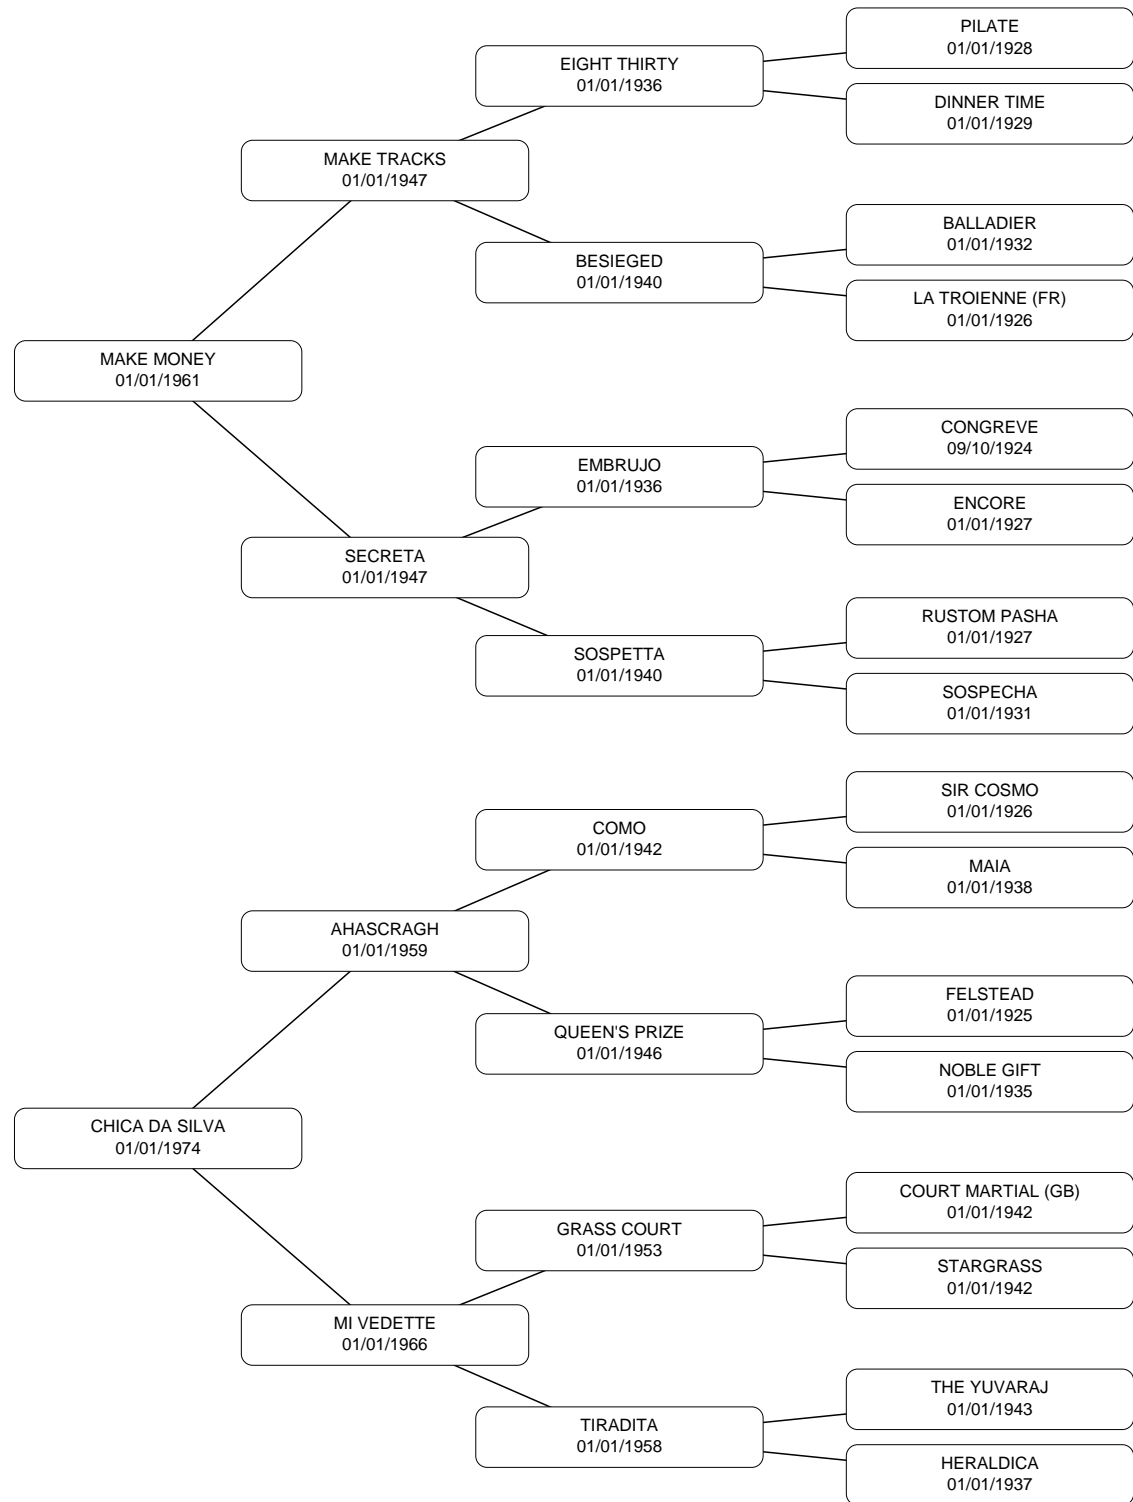 PILATE
01/01/1928
EIGHT THIRTY
01/01/1936
DINNER TIME
01/01/1929
MAKE TRACKS
01/01/1947
BALLADIER
01/01/1932
BESIEGED
01/01/1940
LA TROIENNE (FR)
01/01/1926
MAKE MONEY
01/01/1961
CONGREVE
09/10/1924
EMBRUJO
01/01/1936
ENCORE
01/01/1927
SECRETA
01/01/1947
RUSTOM PASHA
01/01/1927
SOSPETTA
01/01/1940
SOSPECHA
01/01/1931
SIR COSMO
01/01/1926
COMO
01/01/1942
MAIA
01/01/1938
AHASCRAGH
01/01/1959
FELSTEAD
01/01/1925
QUEEN'S PRIZE
01/01/1946
NOBLE GIFT
01/01/1935
CHICA DA SILVA
01/01/1974
COURT MARTIAL (GB)
01/01/1942
GRASS COURT
01/01/1953
STARGRASS
01/01/1942
MI VEDETTE
01/01/1966
THE YUVARAJ
01/01/1943
TIRADITA
01/01/1958
HERALDICA
01/01/1937